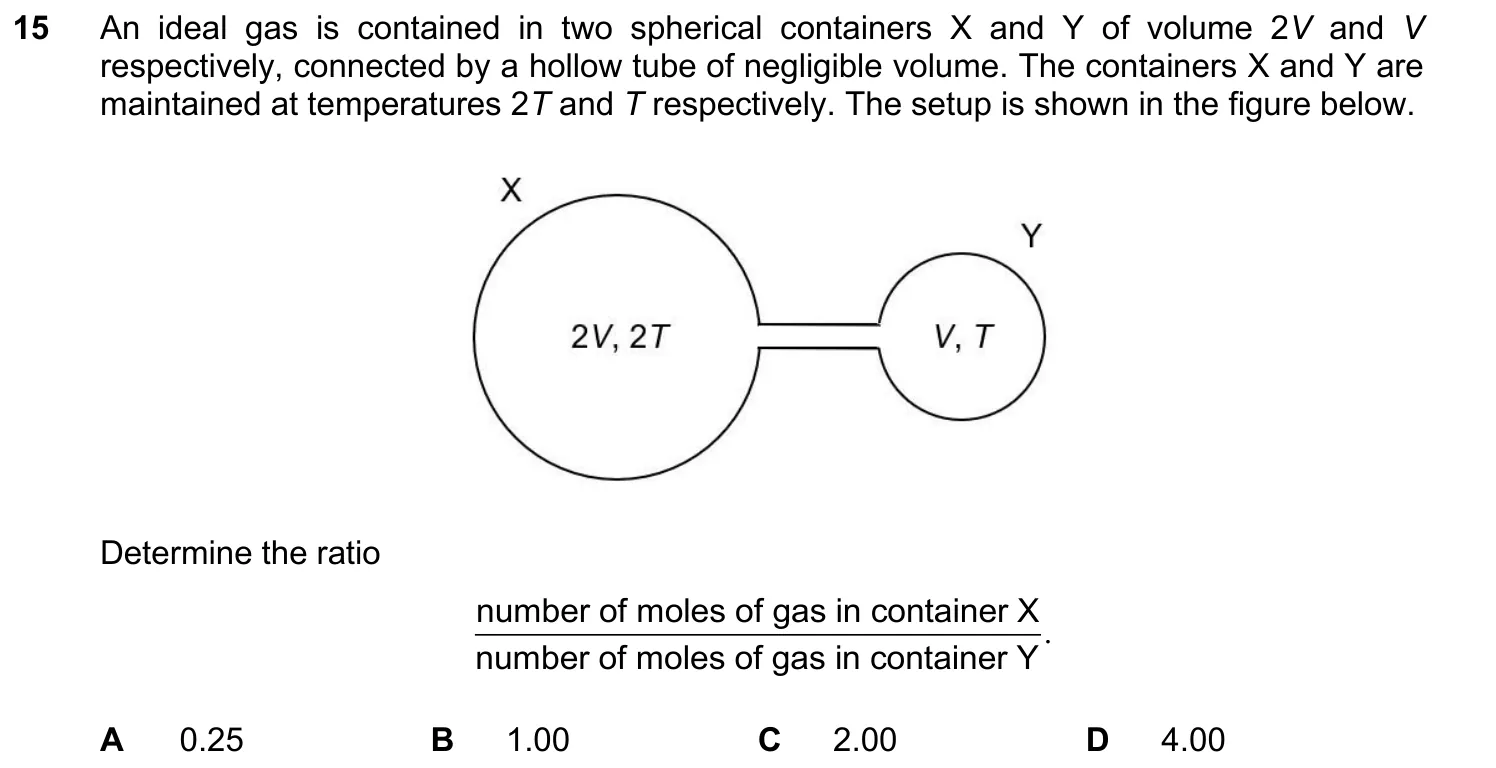 15 An ideal gas is contained in two spherical containers X and Y of volume 2V and V
respectively, connected by a hollow tube of negligible volume. The containers X and Y are
maintained at temperatures 2T and T respectively. The setup is shown in the figure below.
X
Y
2V, 2T
V, T
Determine the ratio
number of moles of gas in container X
number of moles of gas in container Y .
A 0.25 B 1.00 C 2.00 D 4.00